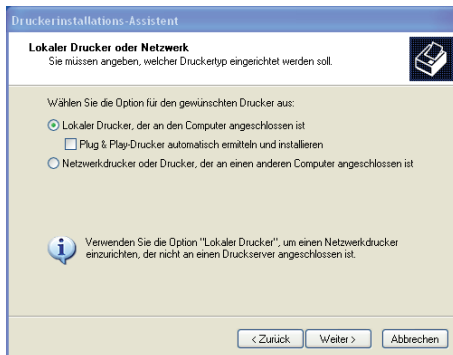 Druckerinstallations-Assistent
Lokaler Drucker oder Netzwerk
Sie müssen angeben, welcher Druckertyp eingerichtet werden soll.
Wählen Sie die Option für den gewünschten Drucker aus:
Lokaler Drucker, der an den Computer angeschlossen ist
Plug & Play-Drucker automatisch ermitteln und installieren
Netzwerkdrucker oder Drucker, der an einen anderen Computer angeschlossen ist
Verwenden Sie die Option "Lokaler Drucker", um einen Netzwerkdrucker
einzurichten, der nicht an einen Druckserver angeschlossen ist.
< Zurück Weiter > Abbrechen